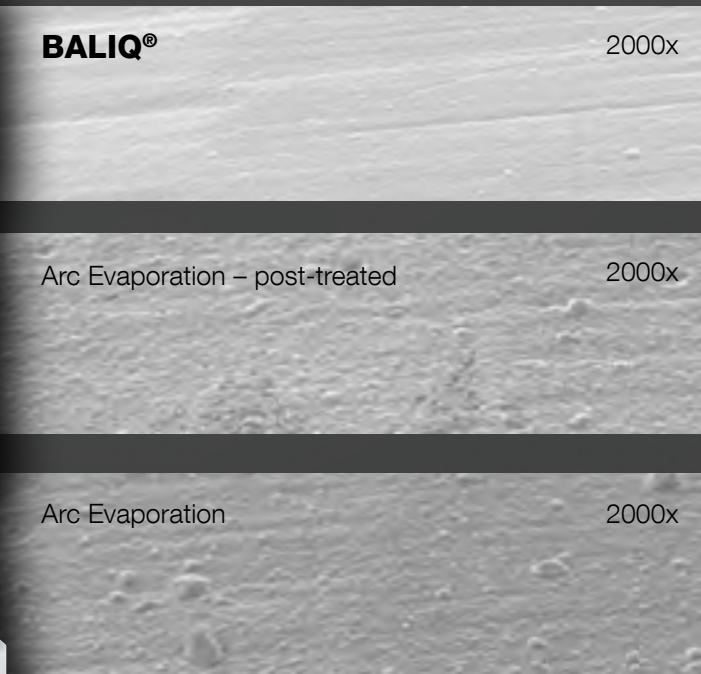 BALIQ® 2000x
Arc Evaporation – post-treated 2000x
Arc Evaporation 2000x